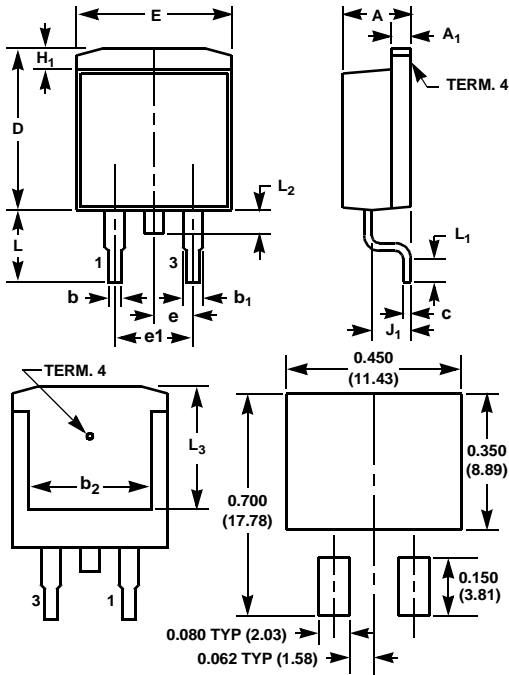 E
A
A1
H1
TERM. 4
D
L2
L
L1
1
3
b
b1
e
e1
c
J1
TERM. 4
0.450
(11.43)
L3
b2
0.700
(17.78)
0.350
(8.89)
3
1
0.150
(3.81)
0.080 TYP (2.03)
0.062 TYP (1.58)